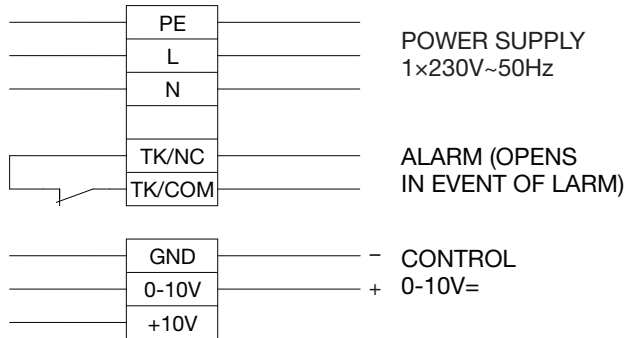 PE
L
N
POWER SUPPLY
1×230V~50Hz
TK/NC
TK/COM
ALARM (OPENS
IN EVENT OF LARM)
GND
0-10V
+10V
−
+
CONTROL
0-10V=